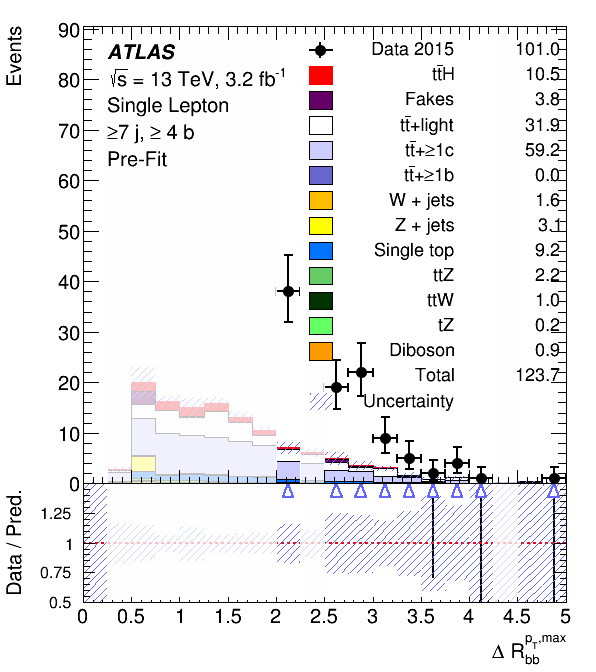 Events
90
80
70
60
50
40
30
20
10
0
ATLAS
√s = 13 TeV, 3.2 fb-1
Single Lepton
≥7 j, ≥ 4 b
Pre-Fit
Data 2015 101.0
tt̄H 10.5
Fakes 3.8
tt̄+light 31.9
tt̄+≥1c 59.2
tt̄+≥1b 0.0
W + jets 1.6
Z + jets 3.1
Single top 9.2
ttZ 2.2
ttW 1.0
tZ 0.2
Diboson 0.9
Total 123.7
Uncertainty
Data / Pred.
1.25
1
0.75
0.5
0 0.5 1 1.5 2 2.5 3 3.5 4 4.5 5
Δ R bb pT,max